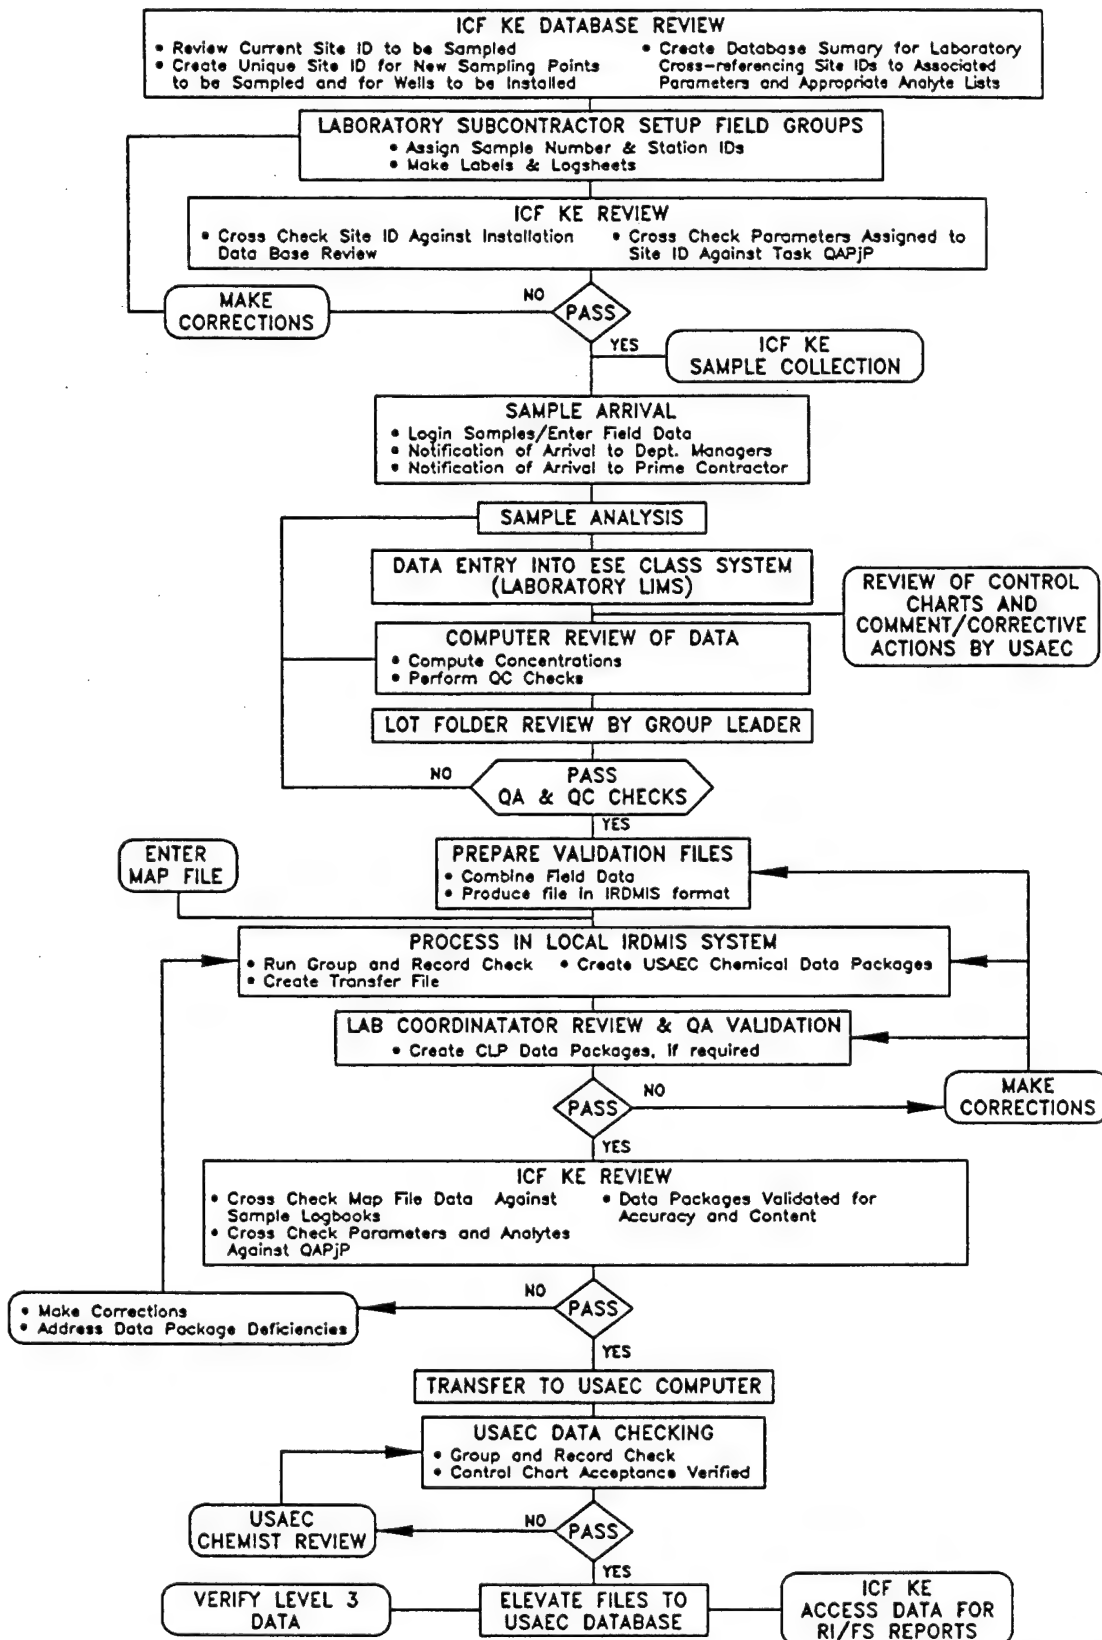 ICF KE DATABASE REVIEW
• Review Current Site ID to be Sampled
• Create Unique Site ID for New Sampling Points
to be Sampled and for Wells to be Installed
• Create Database Sumary for Laboratory
Cross-referencing Site IDs to Associated
Parameters and Appropriate Analyte Lists
LABORATORY SUBCONTRACTOR SETUP FIELD GROUPS
• Assign Sample Number & Station IDs
• Make Labels & Logsheets
ICF KE REVIEW
• Cross Check Site ID Against Installation
Data Base Review
• Cross Check Parameters Assigned to
Site ID Against Task QAPjP
MAKE
CORRECTIONS
NO
PASS
YES
ICF KE
SAMPLE COLLECTION
SAMPLE ARRIVAL
• Login Samples/Enter Field Data
• Notification of Arrival to Dept. Managers
• Notification of Arrival to Prime Contractor
SAMPLE ANALYSIS
DATA ENTRY INTO ESE CLASS SYSTEM
(LABORATORY LIMS)
REVIEW OF CONTROL
CHARTS AND
COMMENT/CORRECTIVE
ACTIONS BY USAEC
COMPUTER REVIEW OF DATA
• Compute Concentrations
• Perform QC Checks
LOT FOLDER REVIEW BY GROUP LEADER
NO
PASS
QA & QC CHECKS
YES
ENTER
MAP FILE
PREPARE VALIDATION FILES
• Combine Field Data
• Produce file in IRDMIS format
PROCESS IN LOCAL IRDMIS SYSTEM
• Run Group and Record Check
• Create Transfer File
• Create USAEC Chemical Data Packages
LAB COORDINATATOR REVIEW & QA VALIDATION
• Create CLP Data Packages, if required
PASS
NO
MAKE
CORRECTIONS
YES
ICF KE REVIEW
• Cross Check Map File Data Against
Sample Logbooks
• Cross Check Parameters and Analytes
Against QAPjP
• Data Packages Validated for
Accuracy and Content
NO
PASS
• Make Corrections
• Address Data Package Deficiencies
YES
TRANSFER TO USAEC COMPUTER
USAEC DATA CHECKING
• Group and Record Check
• Control Chart Acceptance Verified
USAEC
CHEMIST REVIEW
NO
PASS
YES
VERIFY LEVEL 3
DATA
ELEVATE FILES TO
USAEC DATABASE
ICF KE
ACCESS DATA FOR
RI/FS REPORTS